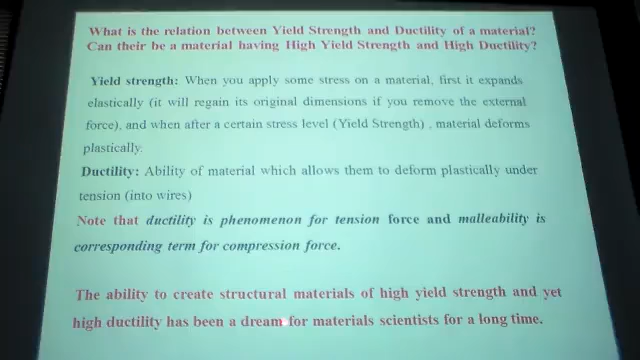 What is the relation between Yield Strength and Ductility of a material?
Can their be a material having High Yield Strength and High Ductility?
Yield strength: When you apply some stress on a material, first it expands
elastically (it will regain its original dimensions if you remove the external
force), and when after a certain stress level (Yield Strength) , material deforms
plastically.
Ductility: Ability of material which allows them to deform plastically under
tension (into wires)
Note that ductility is phenomenon for tension force and malleability is
corresponding term for compression force.
The ability to create structural materials of high yield strength and yet
high ductility has been a dream for materials scientists for a long time.